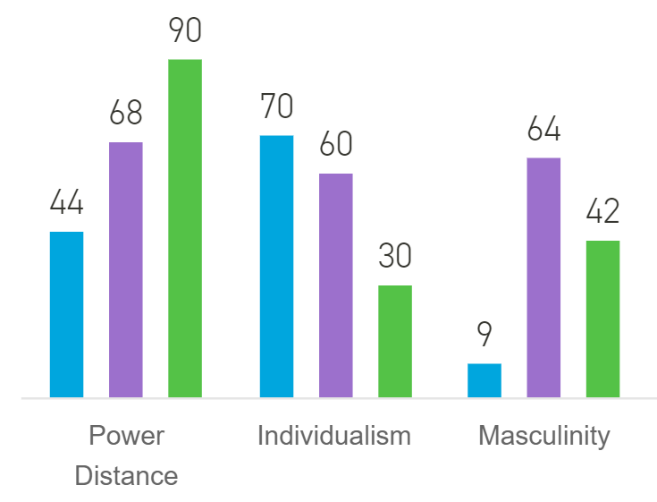 44
68
90
70
60
30
9
64
42
Power
Distance
Individualism
Masculinity